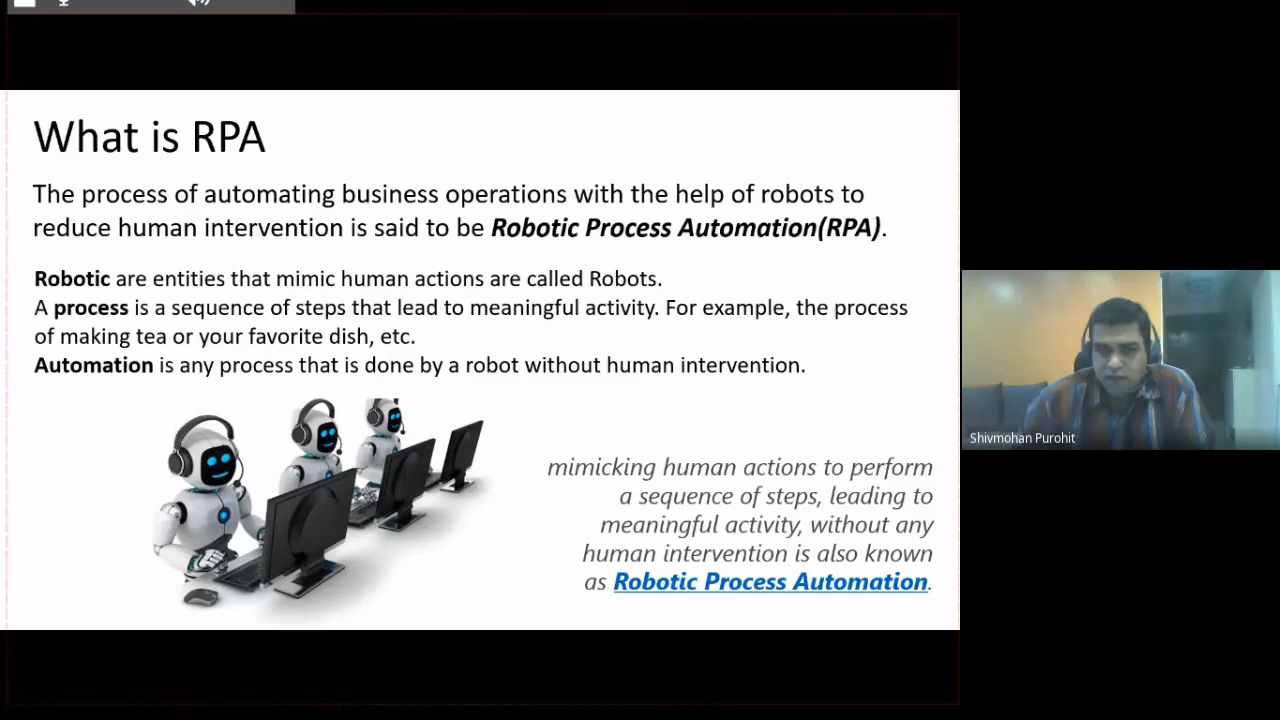 What is RPA
The process of automating business operations with the help of robots to
reduce human intervention is said to be Robotic Process Automation(RPA).
Robotic are entities that mimic human actions are called Robots.
A process is a sequence of steps that lead to meaningful activity. For example, the process
of making tea or your favorite dish, etc.
Automation is any process that is done by a robot without human intervention.
mimicking human actions to perform
a sequence of steps, leading to
meaningful activity, without any
human intervention is also known
as Robotic Process Automation.
Shivmohan Purohit